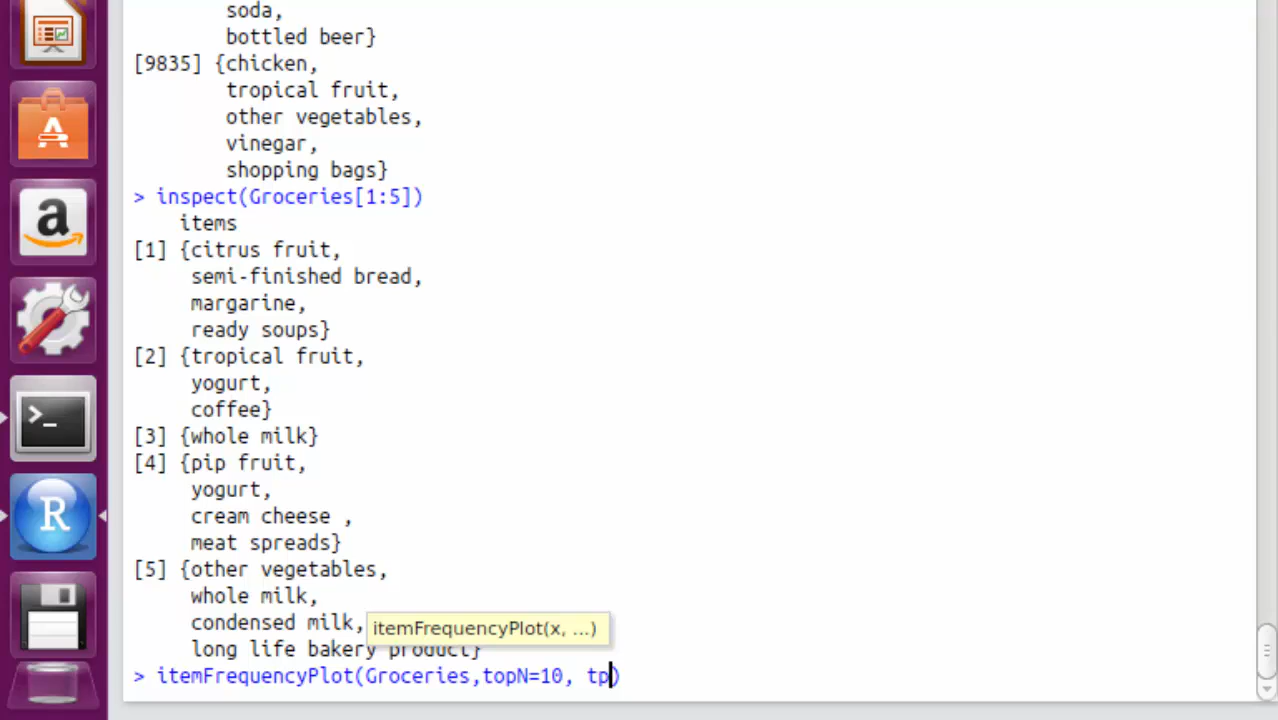 soda,
bottled beer}
[9835] {chicken,
tropical fruit,
other vegetables,
vinegar,
shopping bags}
> inspect(Groceries[1:5])
items
[1] {citrus fruit,
semi-finished bread,
margarine,
ready soups}
[2] {tropical fruit,
yogurt,
coffee}
[3] {whole milk}
[4] {pip fruit,
yogurt,
cream cheese ,
meat spreads}
[5] {other vegetables,
whole milk,
condensed milk,
itemFrequencyPlot(x, ...)
long life bakery product}
> itemFrequencyPlot(Groceries,topN=10, tp)
A
a
>_
R